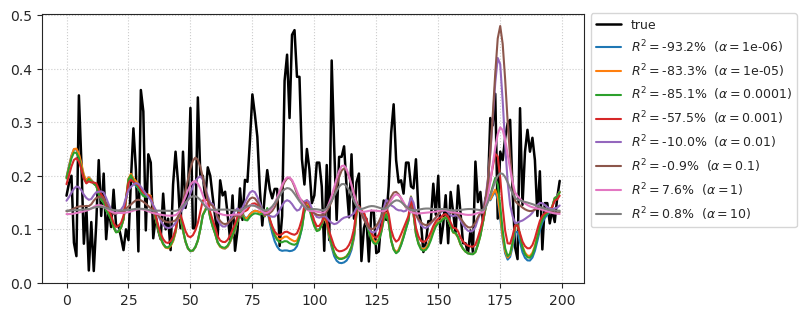 0.5
0.4
0.3
0.2
0.1
0.0
0 25 50 75 100 125 150 175 200
true
R² = -93.2% (α = 1e-06)
R² = -83.3% (α = 1e-05)
R² = -85.1% (α = 0.0001)
R² = -57.5% (α = 0.001)
R² = -10.0% (α = 0.01)
R² = -0.9% (α = 0.1)
R² = 7.6% (α = 1)
R² = 0.8% (α = 10)